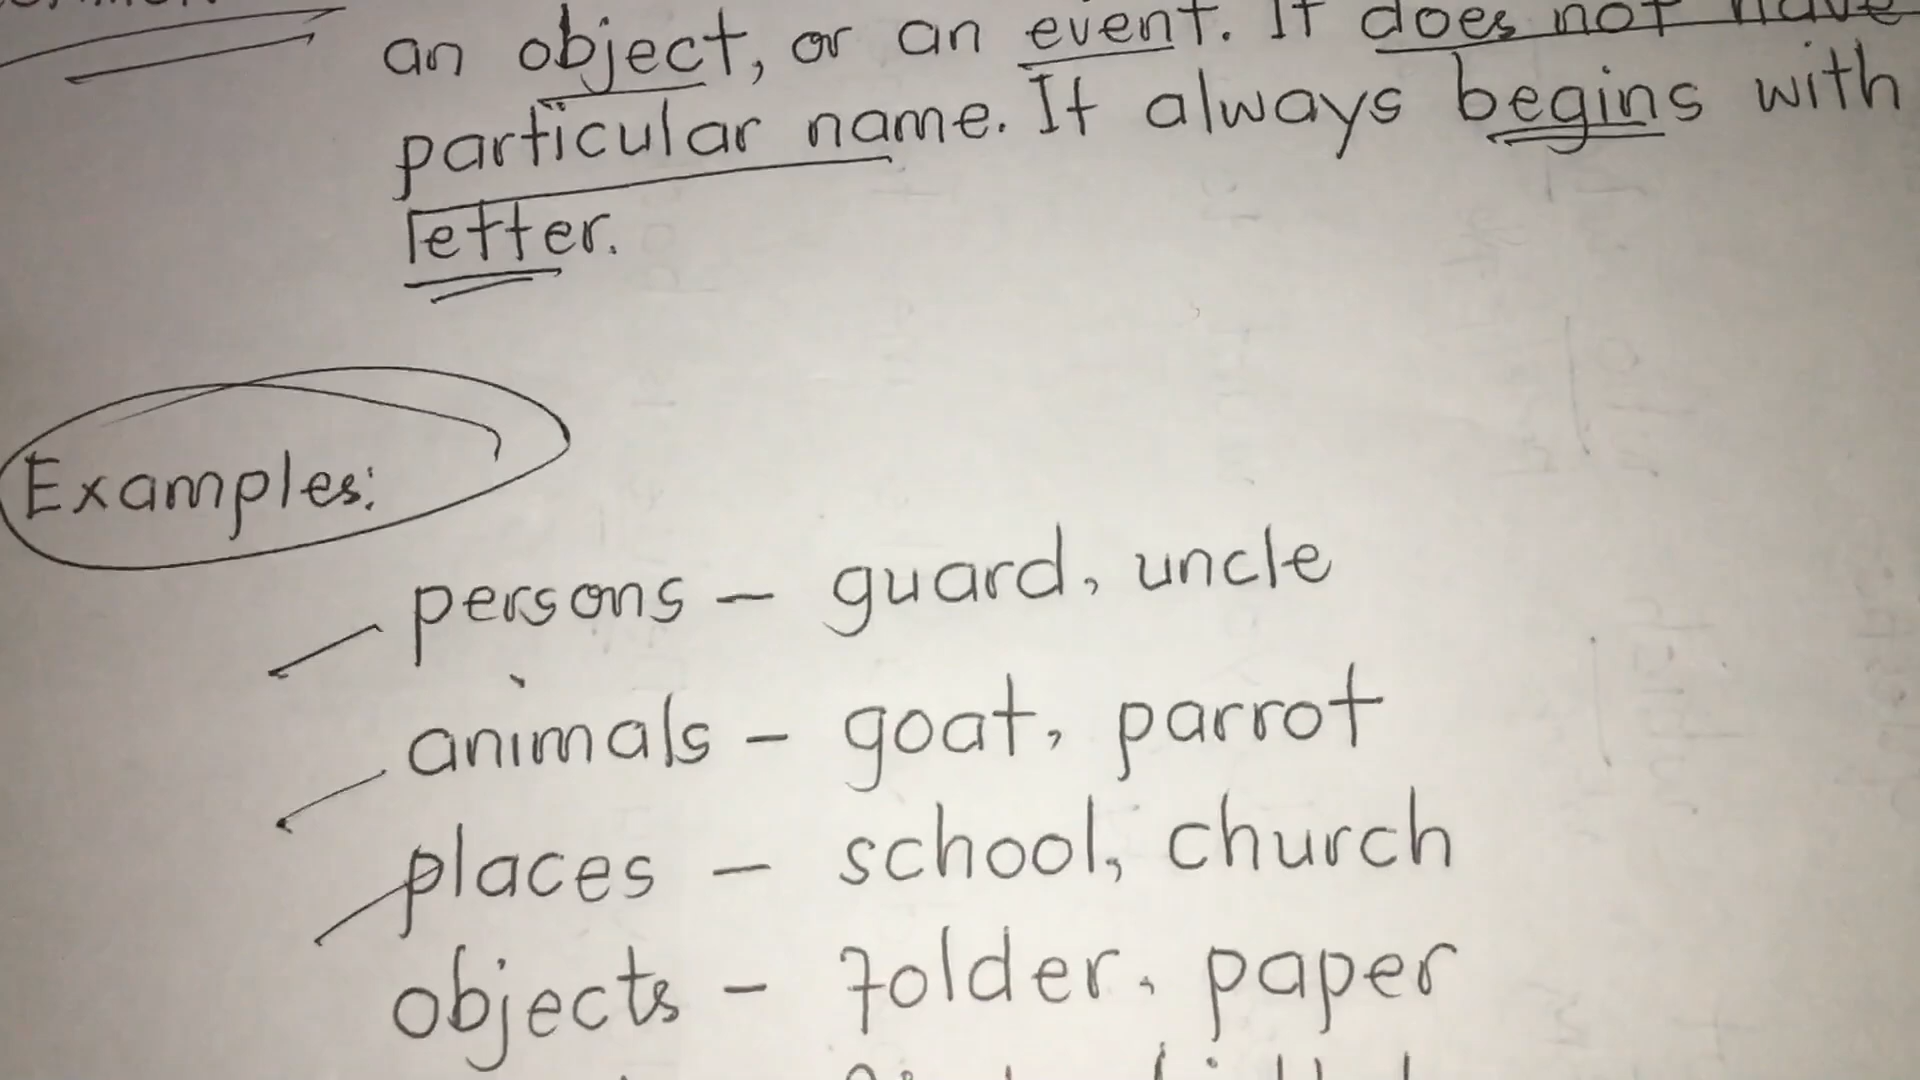 an object, or an event. It does not have
particular name. It always begins with
letter.
Examples:
persons - guard, uncle
animals - goat, parrot
places - school, church
objects - folder, paper